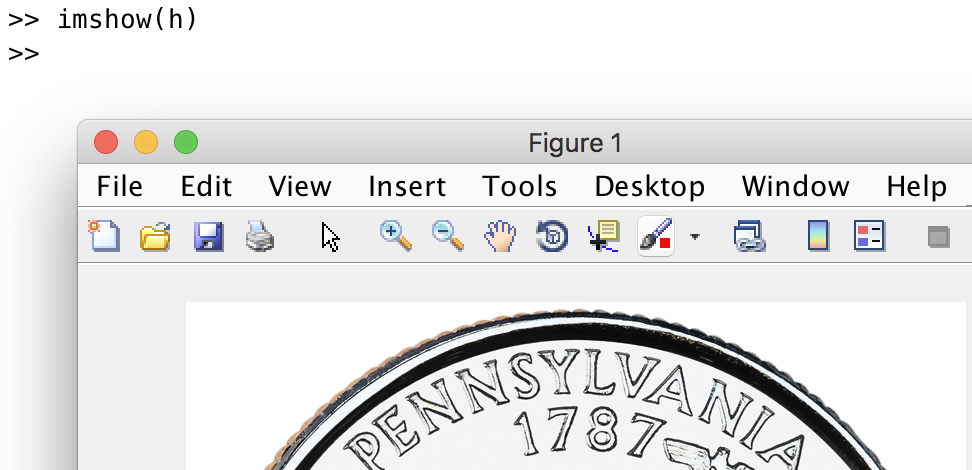 >> imshow(h)
>>
Figure 1
File Edit View Insert Tools Desktop Window Help
PENNSYLVANIA
1787